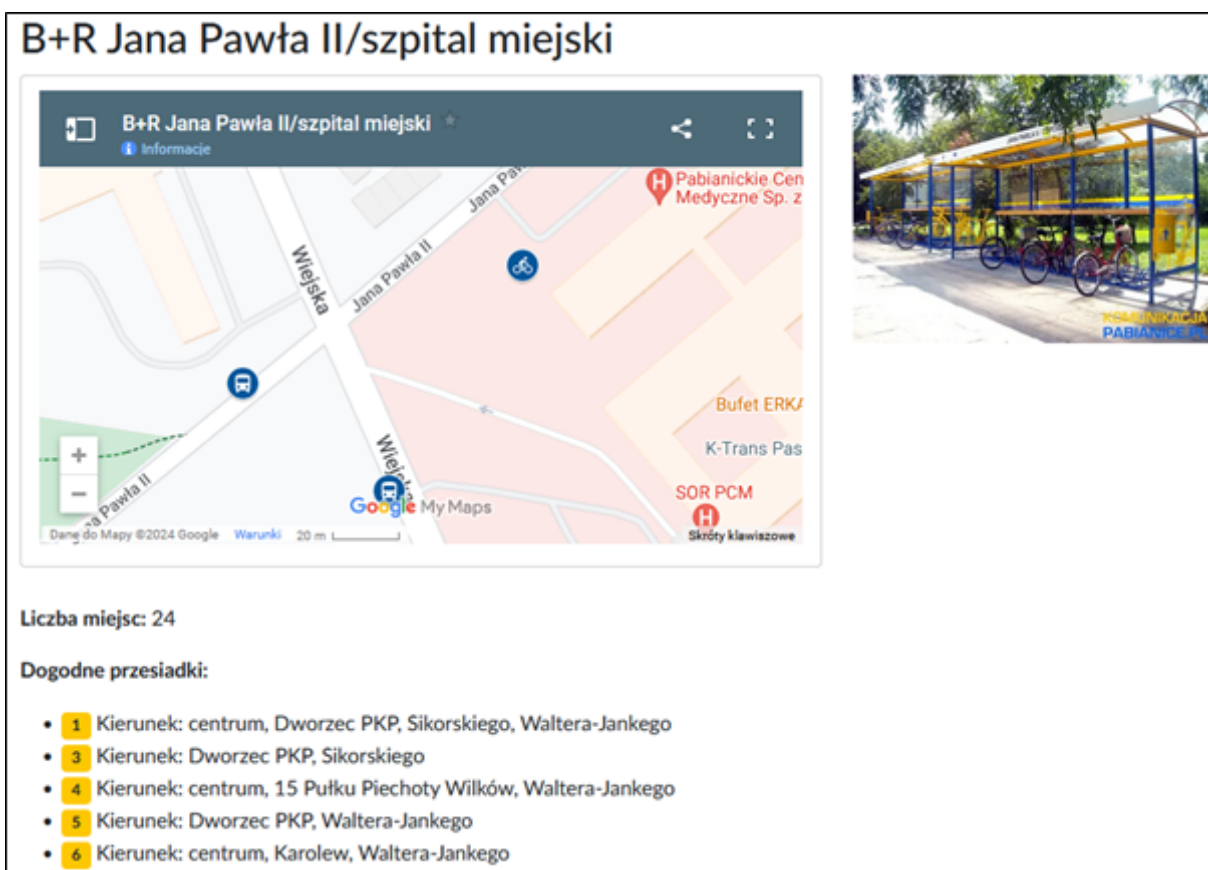 B+R Jana Pawła II/szpital miejski
B+R Jana Pawła II/szpital miejski
Informacje
Jana Paw
Pabianickie Cen
Medyczne Sp. z
Wiejska
Jana Pawła II
Bufet ERKA
K-Trans Pas
Wiejska
SOR PCM
a Pawła II
Google My Maps
Dane do Mapy ©2024 Google Warunki 20 m
Skróty klawiszowe
KOMUNIKACJA
PABIANICE.PL
Liczba miejsc: 24
Dogodne przesiadki:
1 Kierunek: centrum, Dworzec PKP, Sikorskiego, Waltera-Jankego
3 Kierunek: Dworzec PKP, Sikorskiego
4 Kierunek: centrum, 15 Pułku Piechoty Wilków, Waltera-Jankego
5 Kierunek: Dworzec PKP, Waltera-Jankego
6 Kierunek: centrum, Karolew, Waltera-Jankego